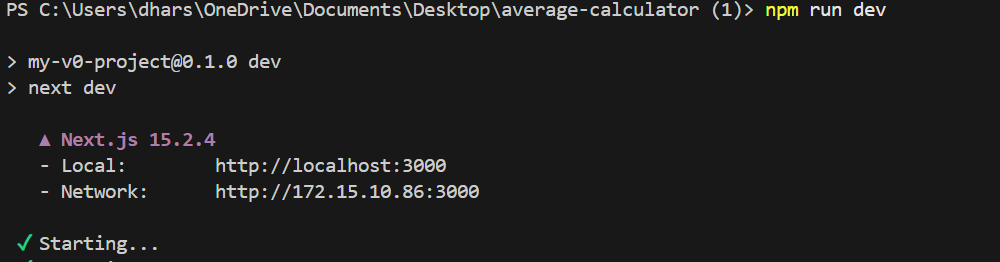 PS C:\Users\dhars\OneDrive\Documents\Desktop\average-calculator (1)> npm run dev
> my-v0-project@0.1.0 dev
> next dev
▲ Next.js 15.2.4
- Local: http://localhost:3000
- Network: http://172.15.10.86:3000
✓ Starting...